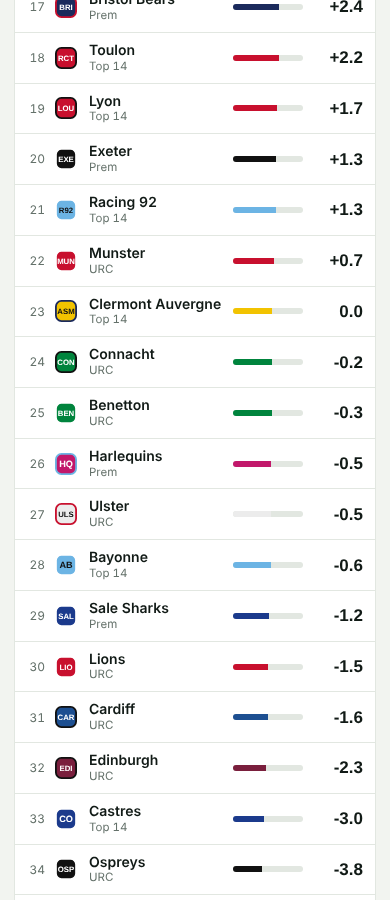 17 BRI Bristol Bears +2.4
Prem
18 RCT Toulon +2.2
Top 14
19 LOU Lyon +1.7
Top 14
20 EXE Exeter +1.3
Prem
21 R92 Racing 92 +1.3
Top 14
22 MUN Munster +0.7
URC
23 ASM Clermont Auvergne 0.0
Top 14
24 CON Connacht -0.2
URC
25 BEN Benetton -0.3
URC
26 HQ Harlequins -0.5
Prem
27 ULS Ulster -0.5
URC
28 AB Bayonne -0.6
Top 14
29 SAL Sale Sharks -1.2
Prem
30 LIO Lions -1.5
URC
31 CAR Cardiff -1.6
URC
32 EDI Edinburgh -2.3
URC
33 CO Castres -3.0
Top 14
34 OSP Ospreys -3.8
URC